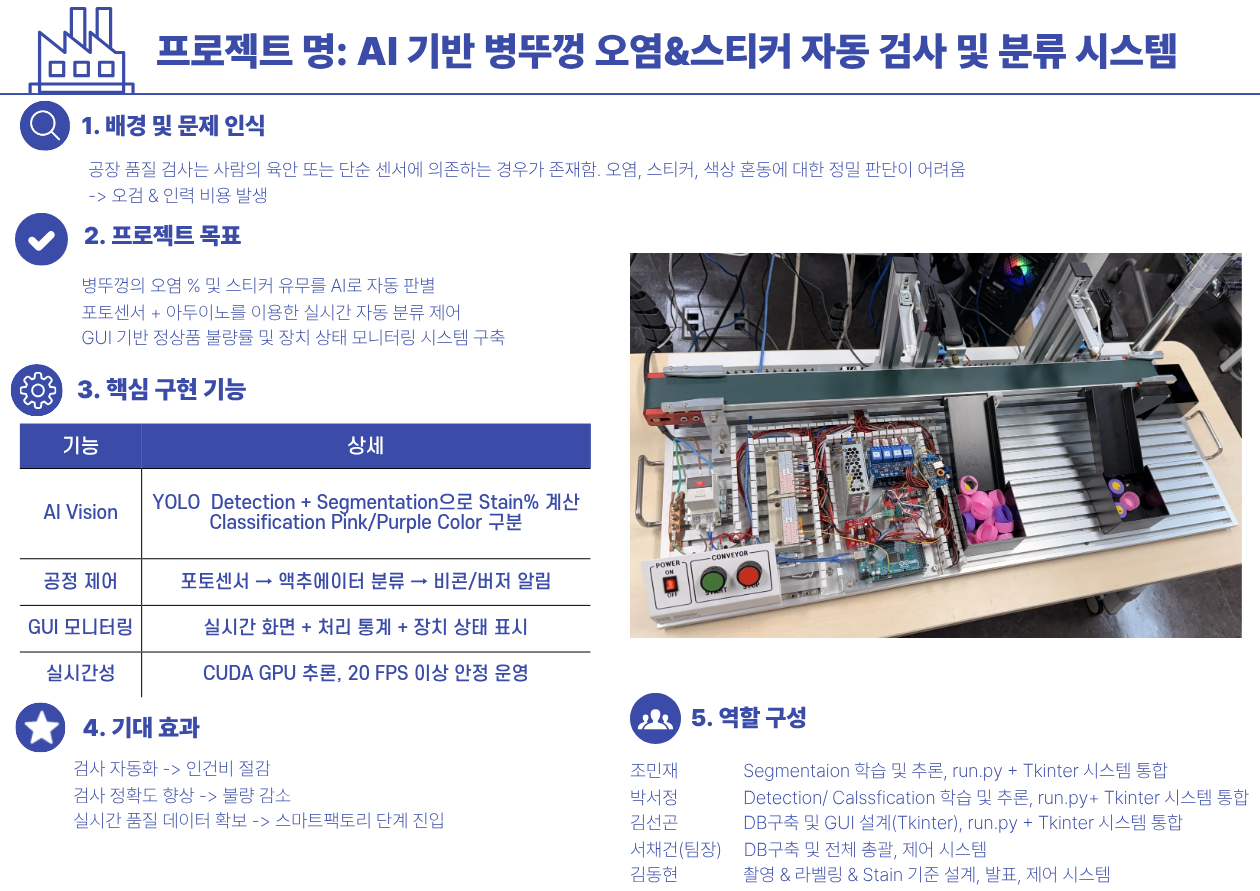 프로젝트 명: AI 기반 병뚜껑 오염&스티커 자동 검사 및 분류 시스템
1. 배경 및 문제 인식
공장 품질 검사는 사람의 육안 또는 단순 센서에 의존하는 경우가 존재함. 오염, 스티커, 색상 혼동에 대한 정밀 판단이 어려움
-> 오검 & 인력 비용 발생
2. 프로젝트 목표
병뚜껑의 오염 % 및 스티커 유무를 AI로 자동 판별
포토센서 + 아두이노를 이용한 실시간 자동 분류 제어
GUI 기반 정상품 불량률 및 장치 상태 모니터링 시스템 구축
3. 핵심 구현 기능
기능 상세
AI Vision
YOLO Detection + Segmentation으로 Stain% 계산
Classification Pink/Purple Color 구분
공정 제어 포토센서 → 액추에이터 분류 → 비콘/버저 알림
GUI 모니터링 실시간 화면 + 처리 통계 + 장치 상태 표시
실시간성 CUDA GPU 추론, 20 FPS 이상 안정 운영
4. 기대 효과
검사 자동화 -> 인건비 절감
검사 정확도 향상 -> 불량 감소
실시간 품질 데이터 확보 -> 스마트팩토리 단계 진입
POWER
ON
OFF
CONVEYOR
START
STOP
5. 역할 구성
조민재 Segmentaion 학습 및 추론, run.py + Tkinter 시스템 통합
박서정 Detection/ Calssfication 학습 및 추론, run.py+ Tkinter 시스템 통합
김선곤 DB구축 및 GUI 설계(Tkinter), run.py + Tkinter 시스템 통합
서채건(팀장) DB구축 및 전체 총괄, 제어 시스템
김동현 촬영 & 라벨링 & Stain 기준 설계, 발표, 제어 시스템